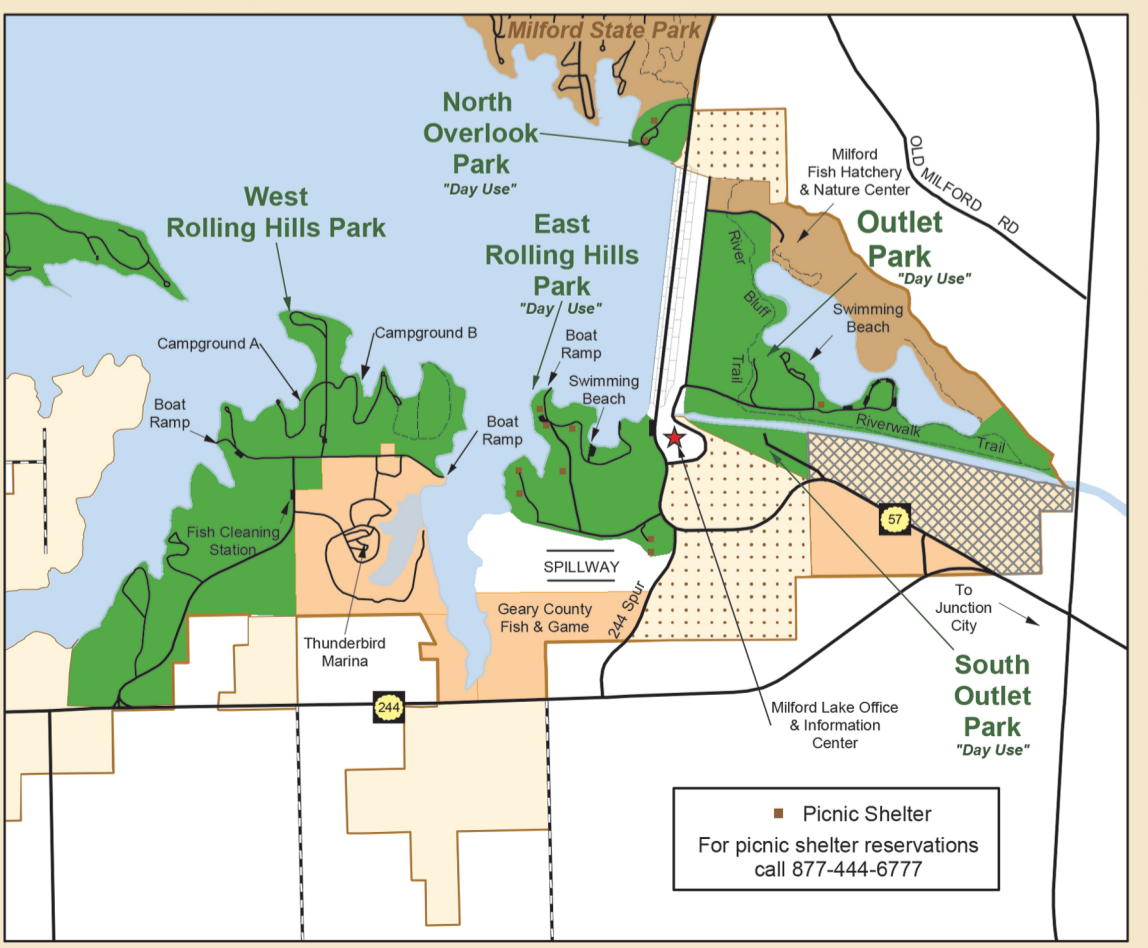 Milford State Park
North
Overlook
Park
"Day Use"
OLD MILFORD RD
Milford
Fish Hatchery
& Nature Center
West
Rolling Hills Park
East
Rolling Hills
Park
"Day Use"
Outlet
Park
"Day Use"
River
Bluff
Trail
Swimming
Beach
Campground A
Campground B
Boat
Ramp
Swimming
Beach
Boat
Ramp
Boat
Ramp
Riverwalk
Trail
Fish Cleaning
Station
57
SPILLWAY
244 Spur
To
Junction
City
Geary County
Fish & Game
Thunderbird
Marina
South
Outlet
Park
"Day Use"
244
Milford Lake Office
& Information
Center
Picnic Shelter
For picnic shelter reservations
call 877-444-6777